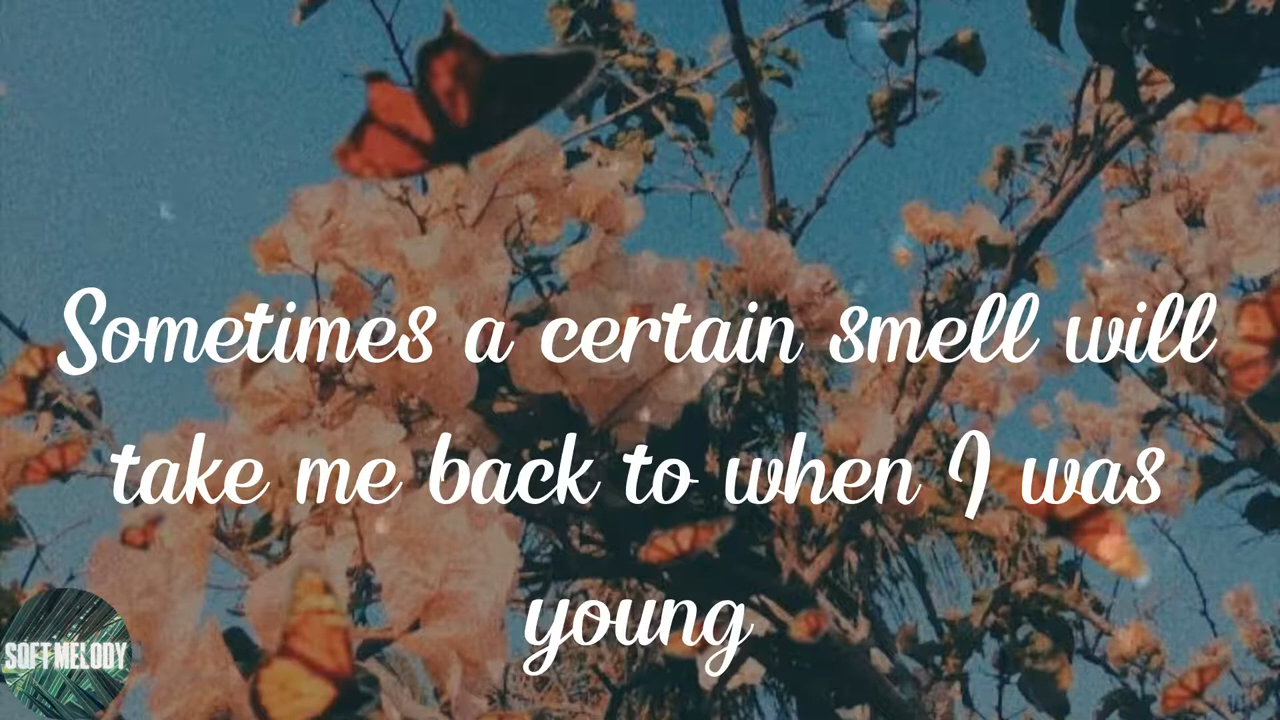 Sometimes a certain smell will
take me back to when I was
young
SOFT MELODY